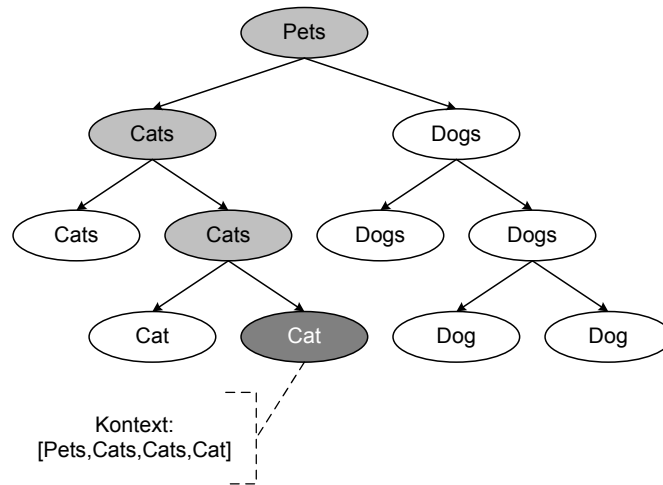 Pets
Cats Dogs
Cats Cats Dogs Dogs
Cat Cat Dog Dog
Kontext:
[Pets,Cats,Cats,Cat]